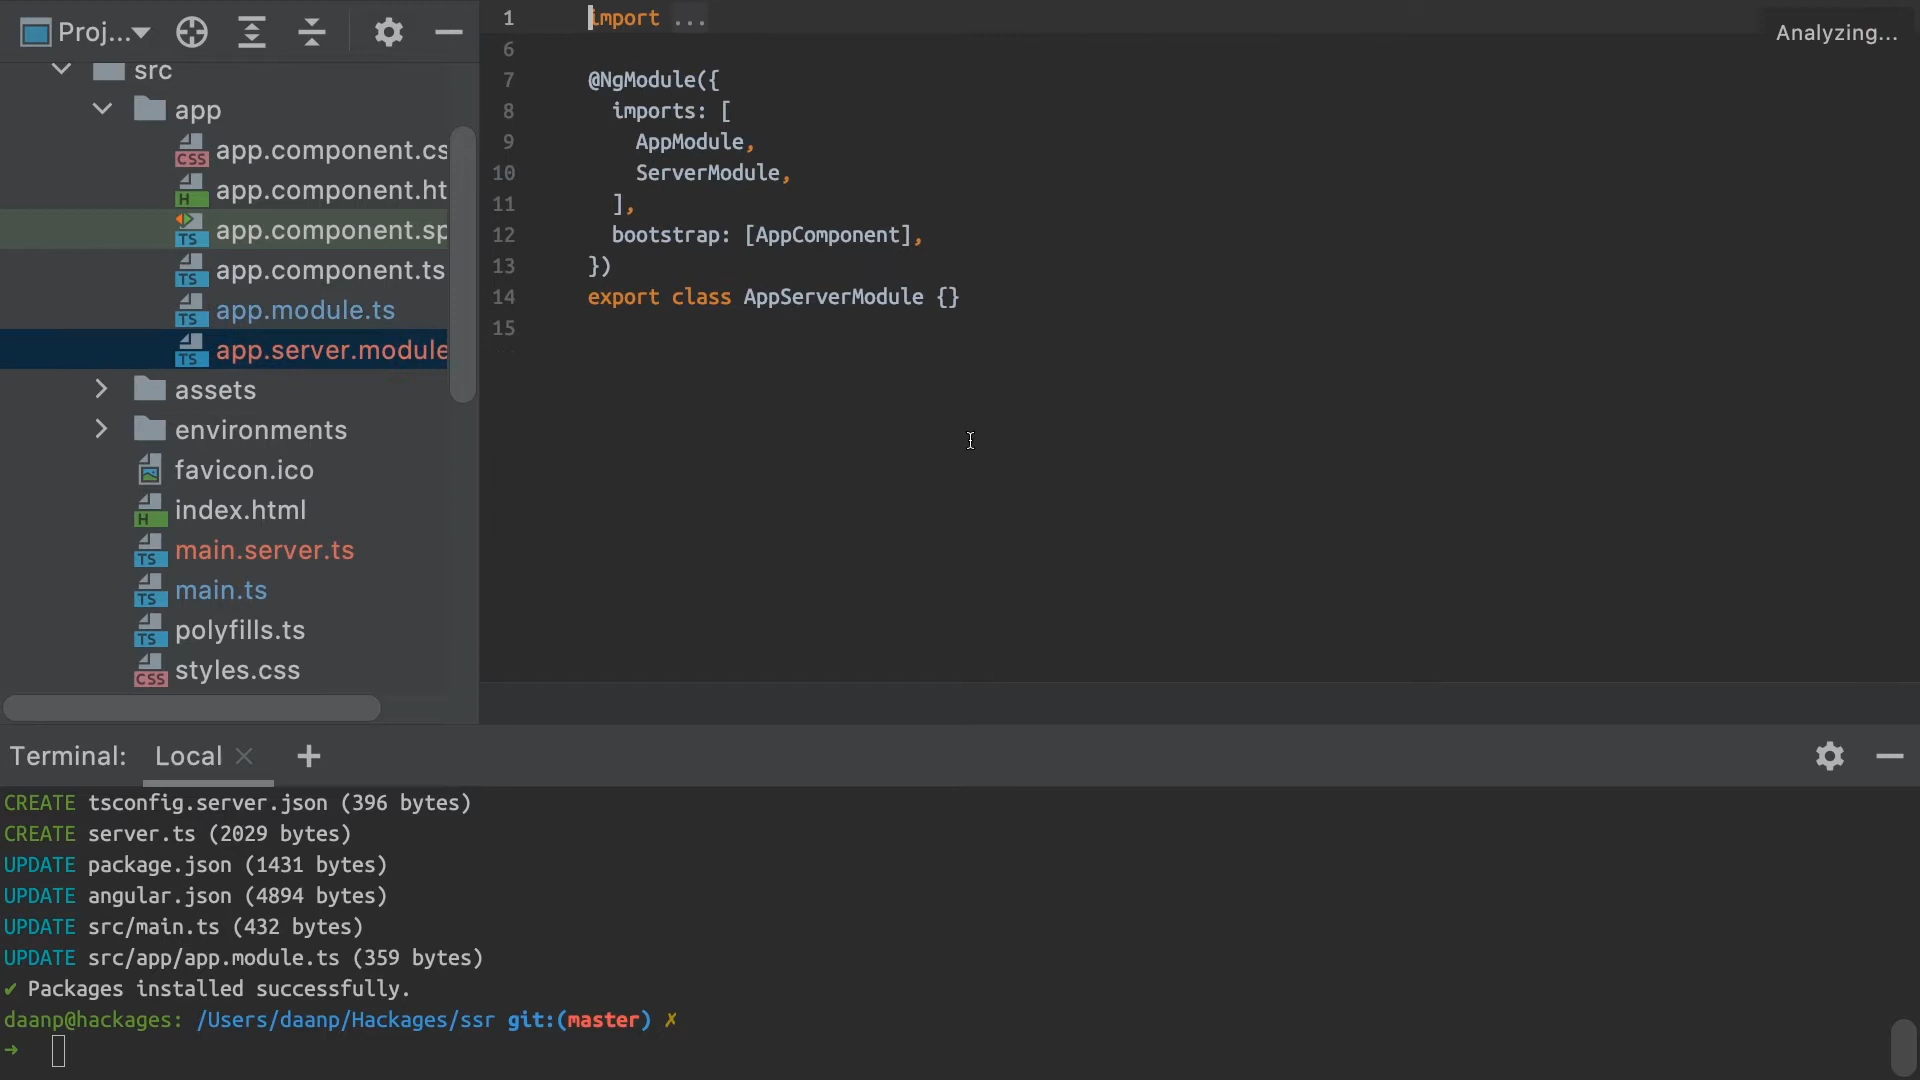 Proj...
src
app
app.component.cs
app.component.ht
app.component.sp
app.component.ts
app.module.ts
app.server.module
assets
environments
favicon.ico
index.html
main.server.ts
main.ts
polyfills.ts
styles.css
1 import ...
6
7 @NgModule({
8 imports: [
9 AppModule,
10 ServerModule,
11 ],
12 bootstrap: [AppComponent],
13 })
14 export class AppServerModule {}
15
Analyzing...
Terminal: Local +
CREATE tsconfig.server.json (396 bytes)
CREATE server.ts (2029 bytes)
UPDATE package.json (1431 bytes)
UPDATE angular.json (4894 bytes)
UPDATE src/main.ts (432 bytes)
UPDATE src/app/app.module.ts (359 bytes)
✔ Packages installed successfully.
daanp@hackages: /Users/daanp/Hackages/ssr git:(master) ✗
→